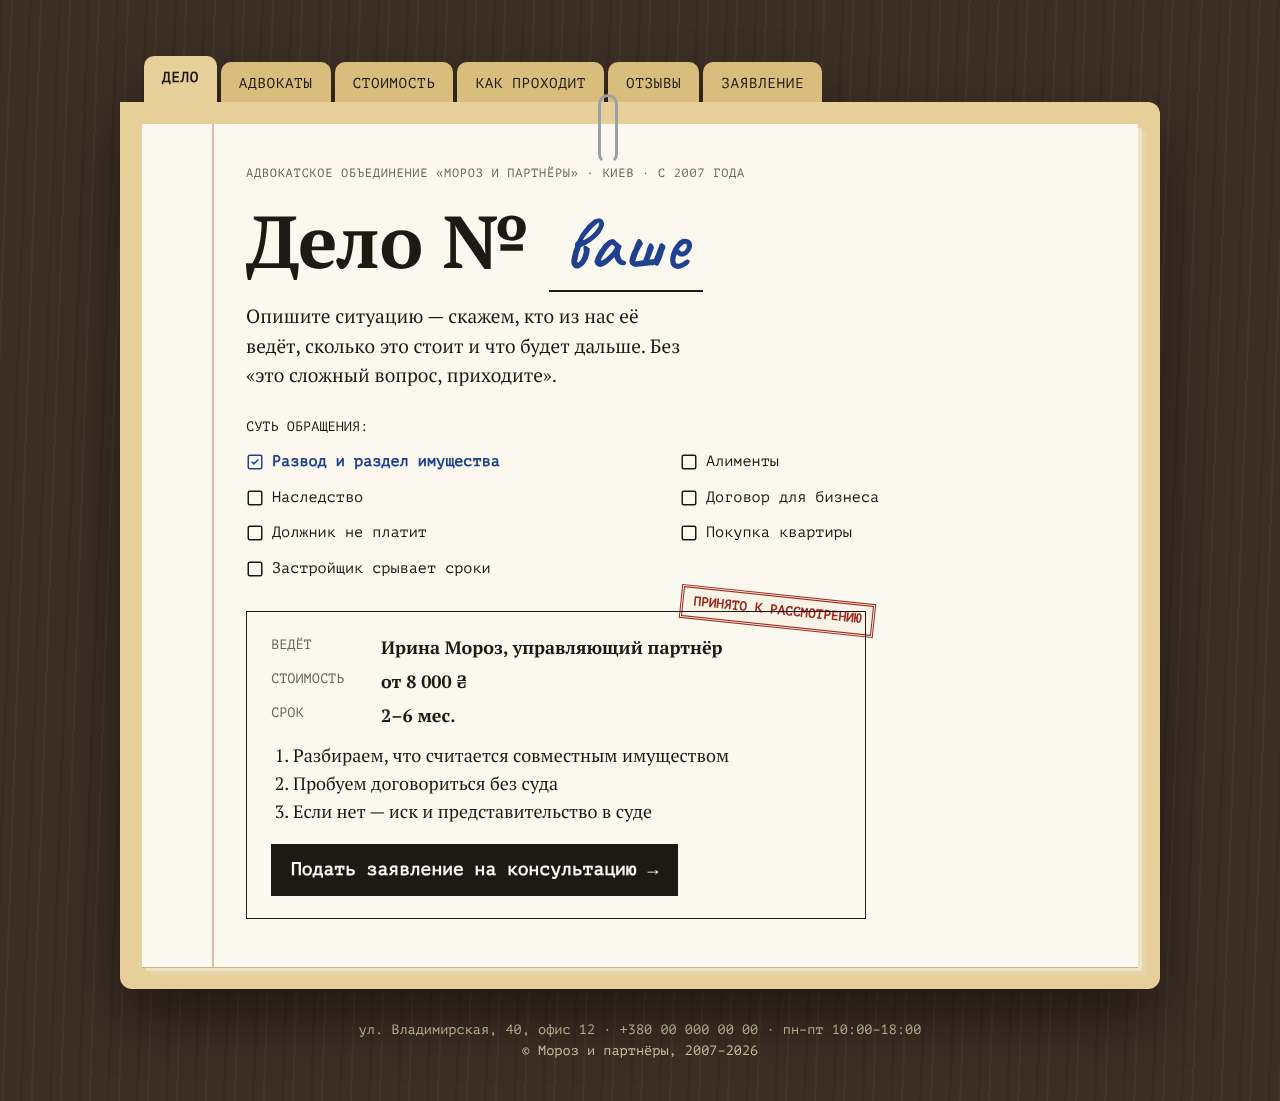 ДЕЛО
АДВОКАТЫ
СТОИМОСТЬ
КАК ПРОХОДИТ
ОТЗЫВЫ
ЗАЯВЛЕНИЕ
АДВОКАТСКОЕ ОБЪЕДИНЕНИЕ «МОРОЗ И ПАРТНЁРЫ» · КИЕВ · С 2007 ГОДА
Дело № ваше
Опишите ситуацию — скажем, кто из нас её
ведёт, сколько это стоит и что будет дальше. Без
«это сложный вопрос, приходите».
СУТЬ ОБРАЩЕНИЯ:
Развод и раздел имущества
Алименты
Наследство
Договор для бизнеса
Должник не платит
Покупка квартиры
Застройщик срывает сроки
ПРИНЯТО К РАССМОТРЕНИЮ
ВЕДЁТ Ирина Мороз, управляющий партнёр
СТОИМОСТЬ от 8 000 ₴
СРОК 2–6 мес.
1. Разбираем, что считается совместным имуществом
2. Пробуем договориться без суда
3. Если нет — иск и представительство в суде
Подать заявление на консультацию →
ул. Владимирская, 40, офис 12 · +380 00 000 00 00 · пн–пт 10:00–18:00
© Мороз и партнёры, 2007–2026